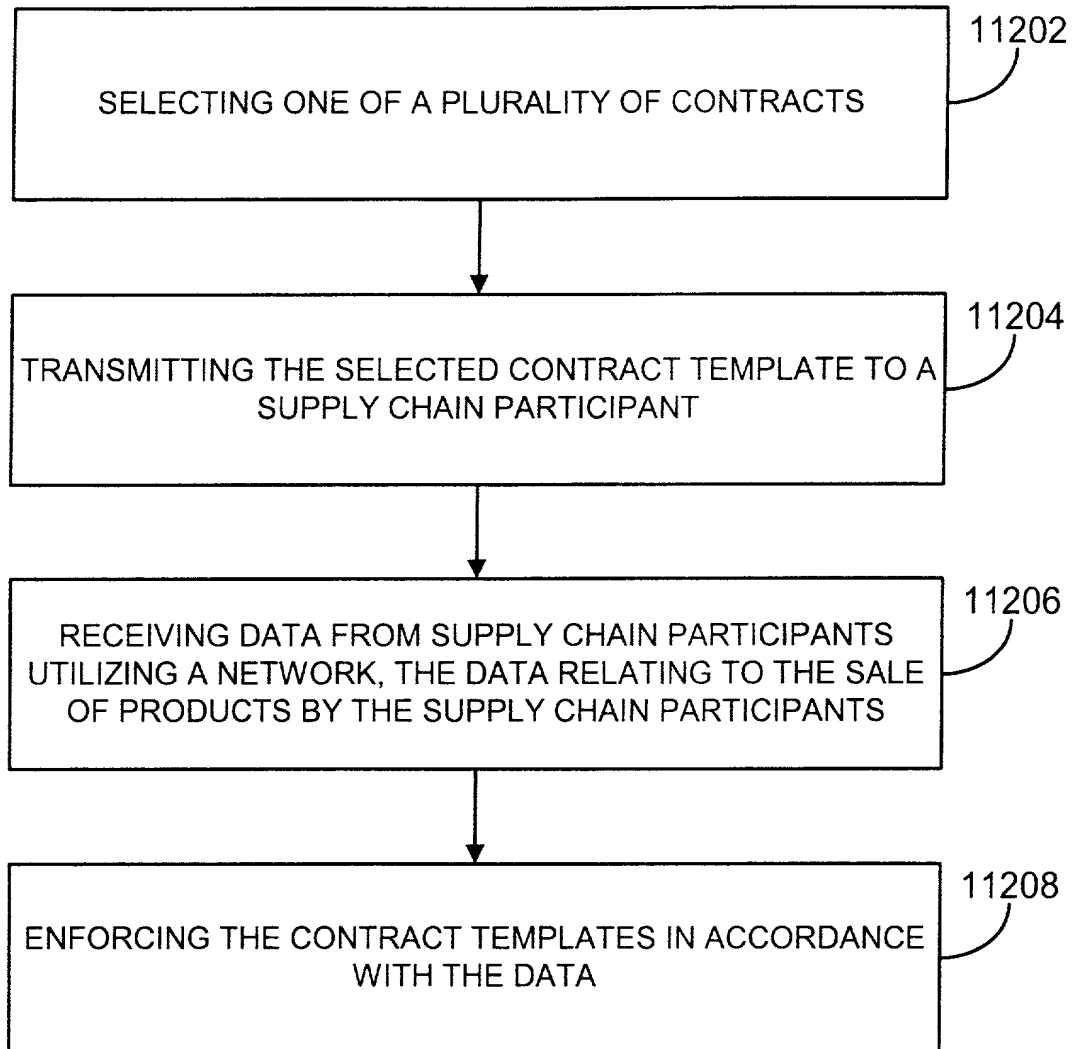 11202
SELECTING ONE OF A PLURALITY OF CONTRACTS
11204
TRANSMITTING THE SELECTED CONTRACT TEMPLATE TO A
SUPPLY CHAIN PARTICIPANT
11206
RECEIVING DATA FROM SUPPLY CHAIN PARTICIPANTS
UTILIZING A NETWORK, THE DATA RELATING TO THE SALE
OF PRODUCTS BY THE SUPPLY CHAIN PARTICIPANTS
11208
ENFORCING THE CONTRACT TEMPLATES IN ACCORDANCE
WITH THE DATA